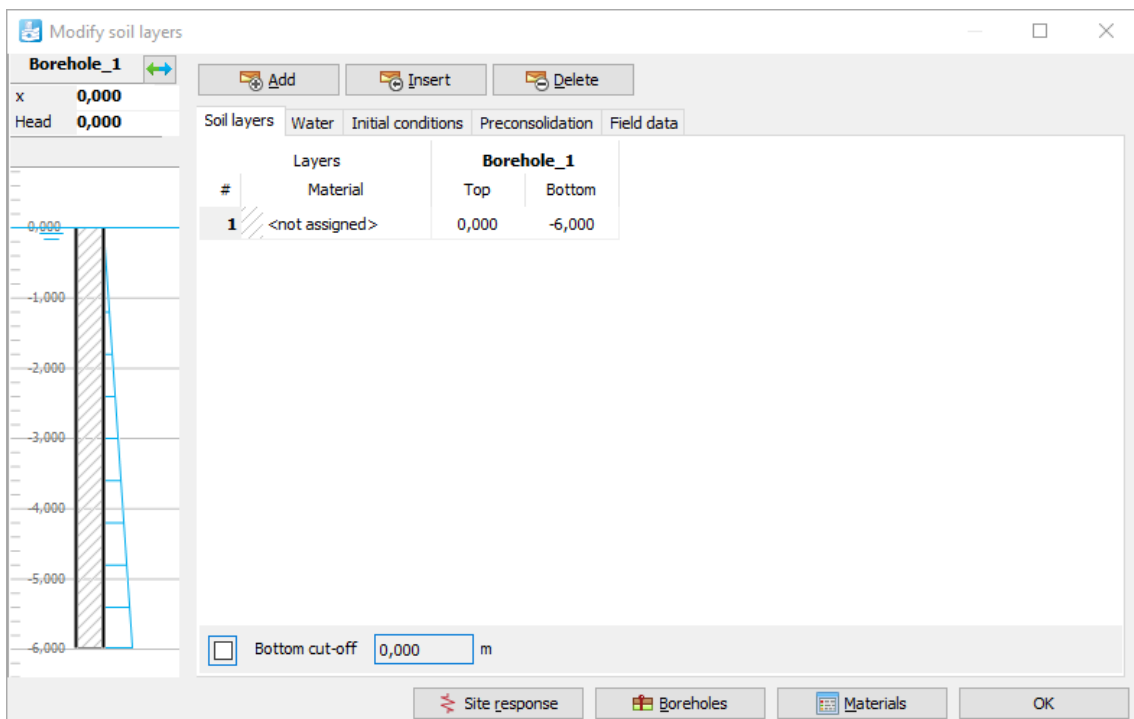 Modify soil layers
Borehole_1
x 0,000
Head 0,000
Add Insert Delete
Soil layers Water Initial conditions Preconsolidation Field data
Layers Borehole_1
# Material Top Bottom
1 <not assigned> 0,000 -6,000
0,000
-1,000
-2,000
-3,000
-4,000
-5,000
-6,000
Bottom cut-off 0,000 m
Site response Boreholes Materials OK